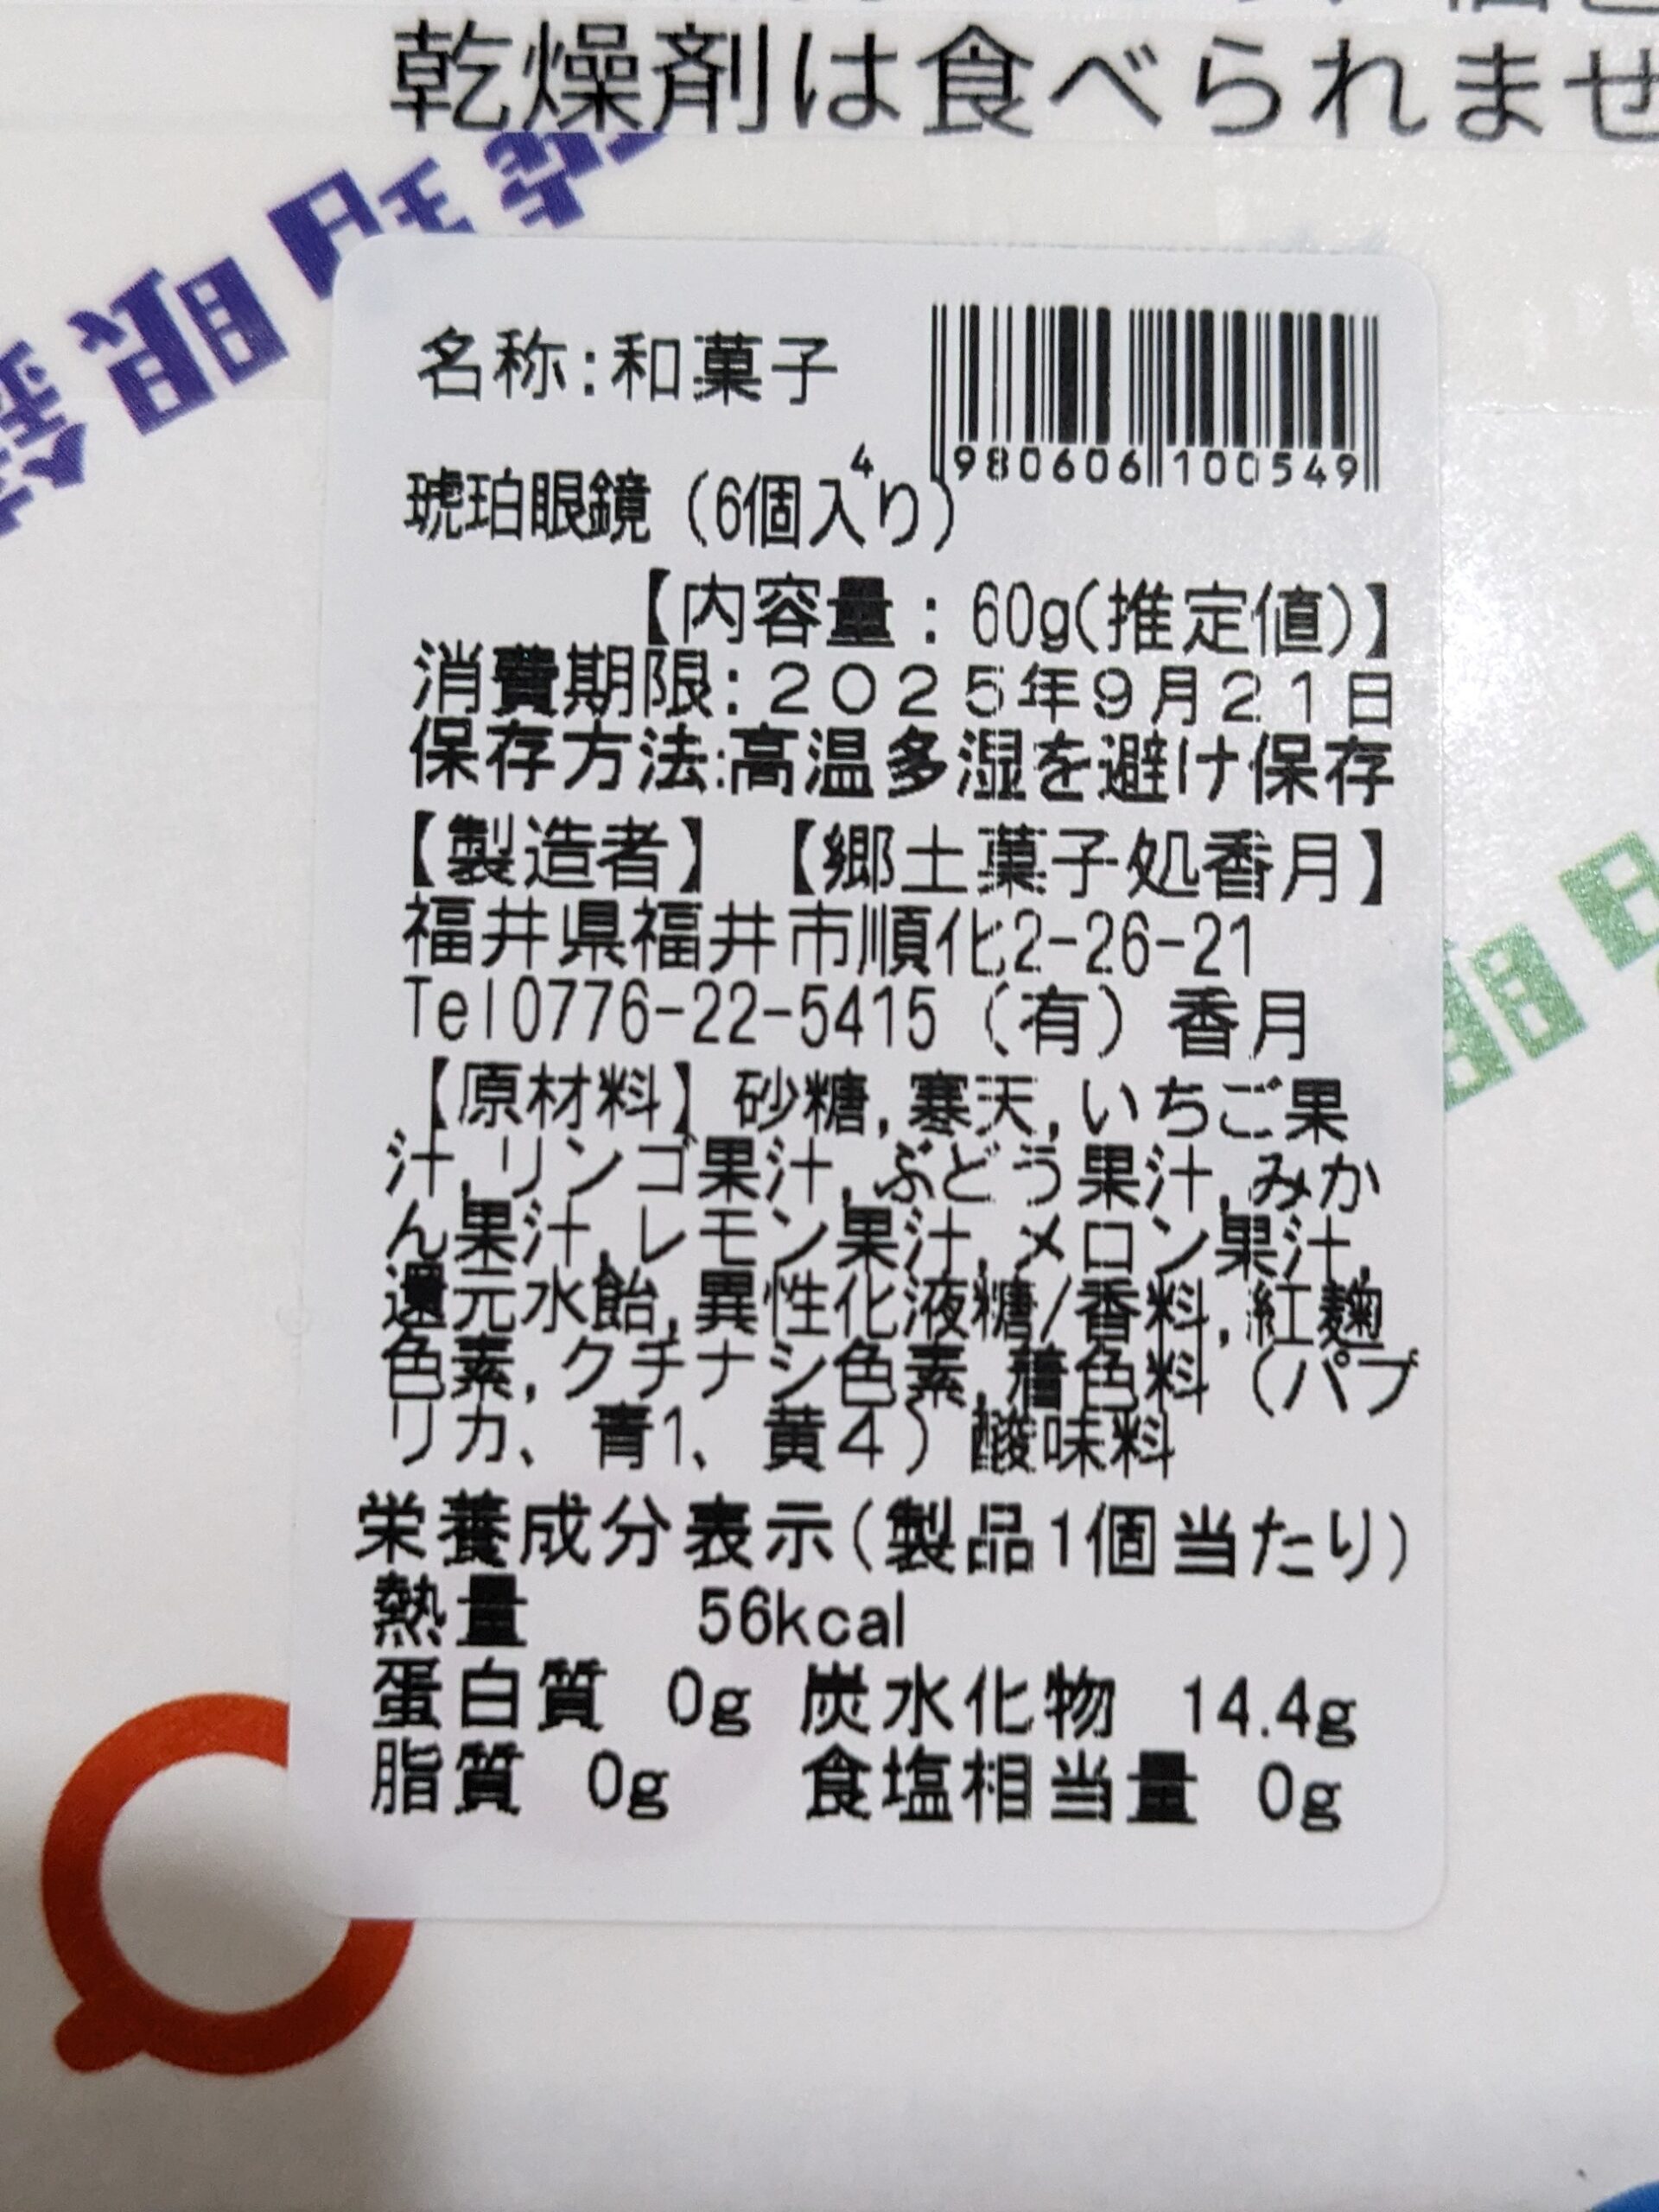 乾燥剤は食べられませ
名称:和菓子
4 980606 100549
琥珀眼鏡（6個入り）
【内容量：60g(推定値)】
消費期限:２０２５年９月２１日
保存方法:高温多湿を避け保存
【製造者】【郷土菓子処香月】
福井県福井市順化2-26-21
Tel0776-22-5415（有）香月
【原材料】砂糖,寒天,いちご果
汁,リンゴ果汁,ぶどう果汁,みか
ん果汁,レモン果汁,メロン果汁,
還元水飴,異性化液糖/香料,紅麹
色素,クチナシ色素,着色料（パプ
リカ、青1、黄４）酸味料
栄養成分表示(製品1個当たり)
熱量 56kcal
蛋白質 0g 炭水化物 14.4g
脂質 0g 食塩相当量 0g